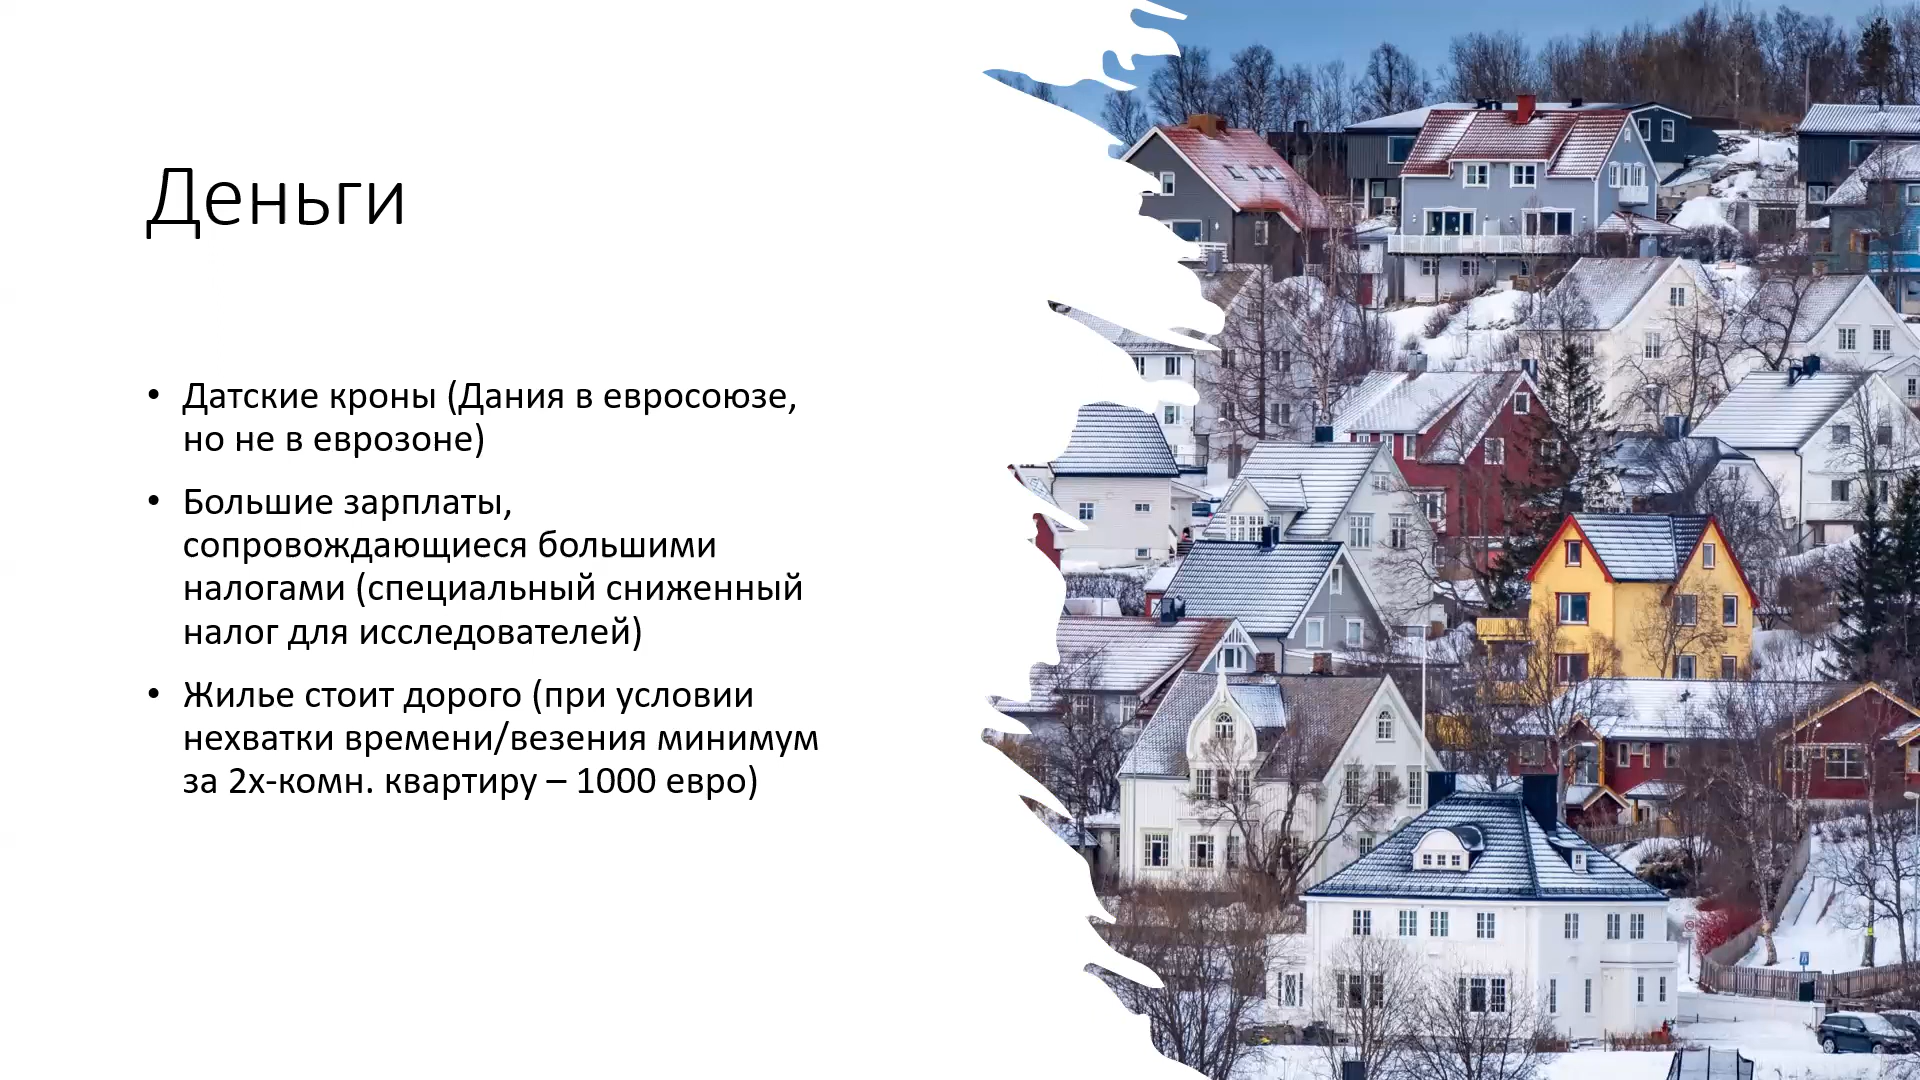 Деньги
• Датские кроны (Дания в евросоюзе,
но не в еврозоне)
• Большие зарплаты,
сопровождающиеся большими
налогами (специальный сниженный
налог для исследователей)
• Жилье стоит дорого (при условии
нехватки времени/везения минимум
за 2х-комн. квартиру – 1000 евро)